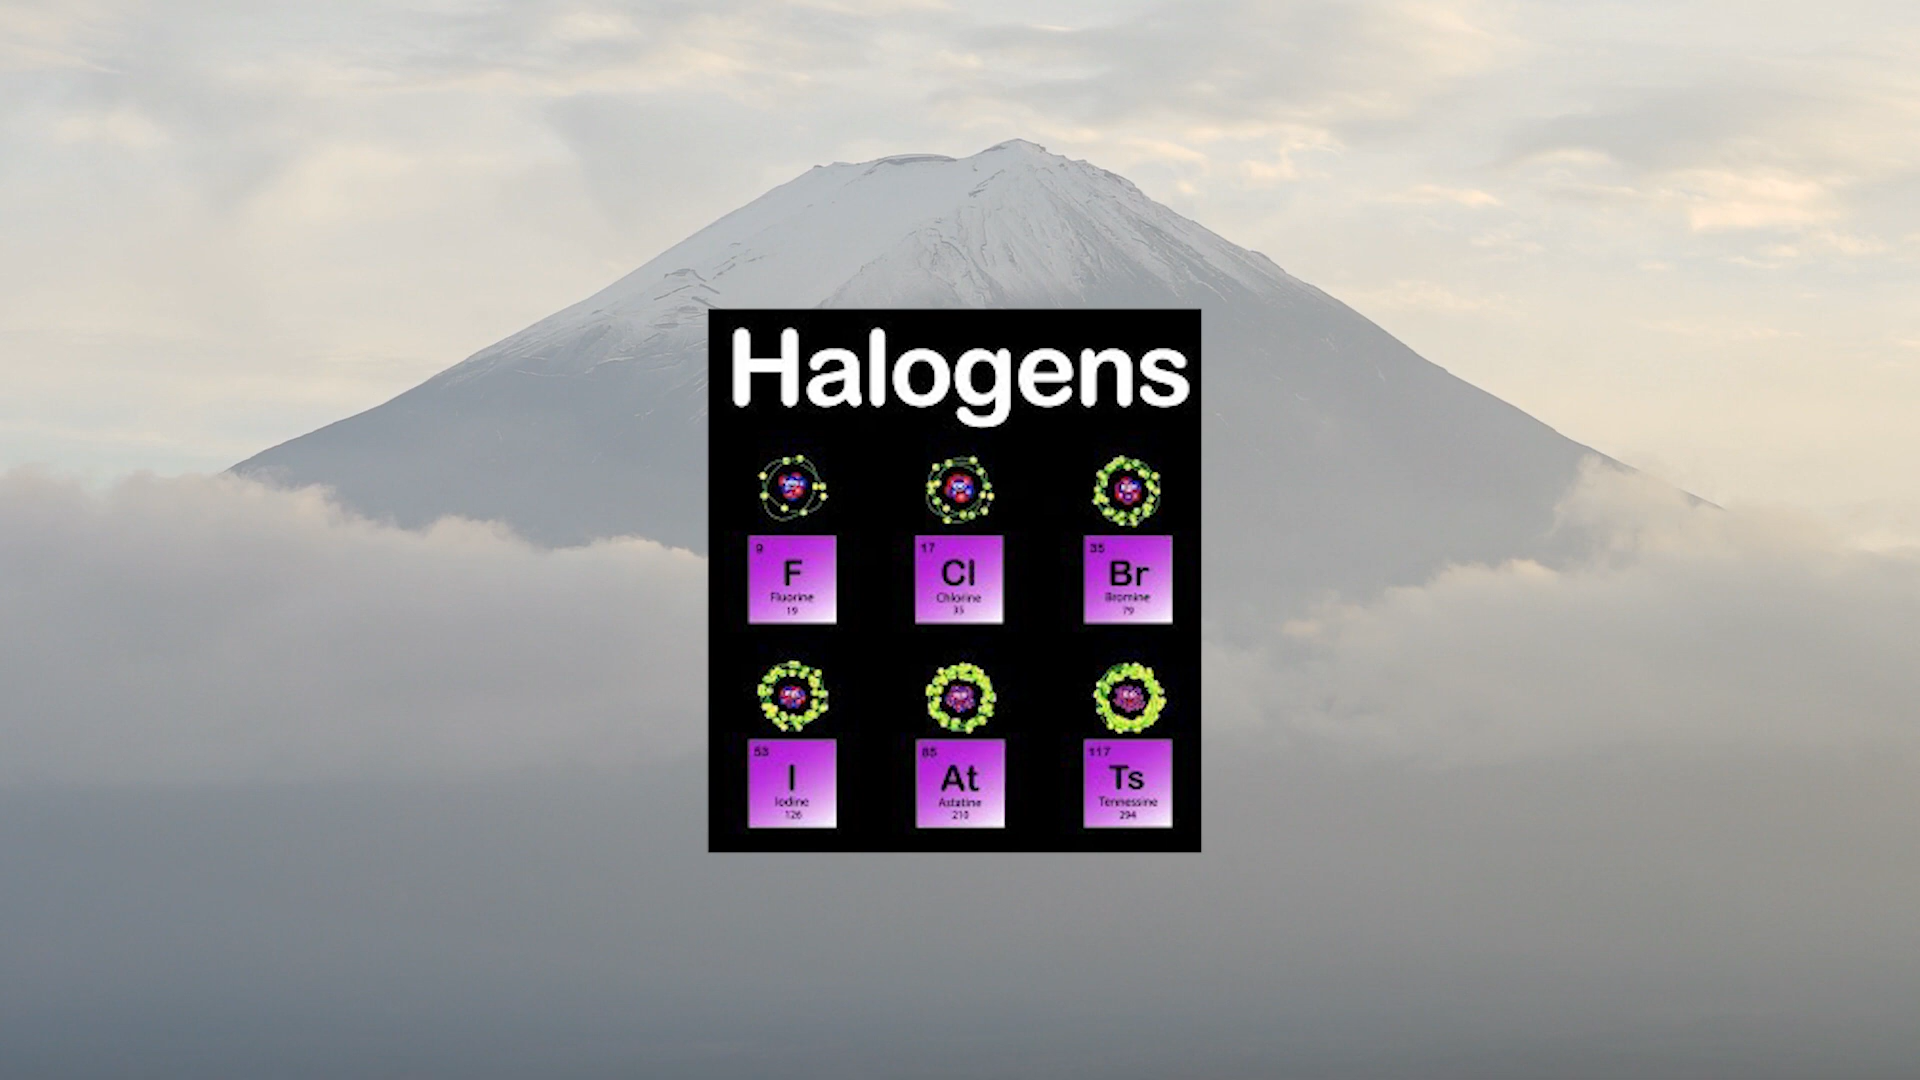 Halogens
9
F
Fluorine
19
17
Cl
Chlorine
35
35
Br
Bromine
79
53
I
Iodine
126
85
At
Astatine
210
117
Ts
Tennessine
294